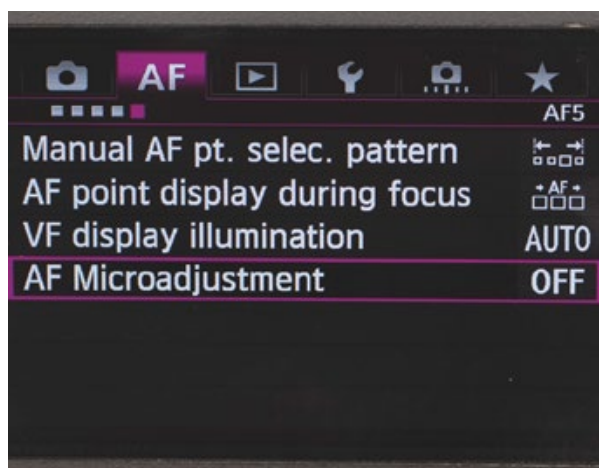 AF
AF5
Manual AF pt. selec. pattern
AF point display during focus
AF
VF display illumination AUTO
AF Microadjustment OFF